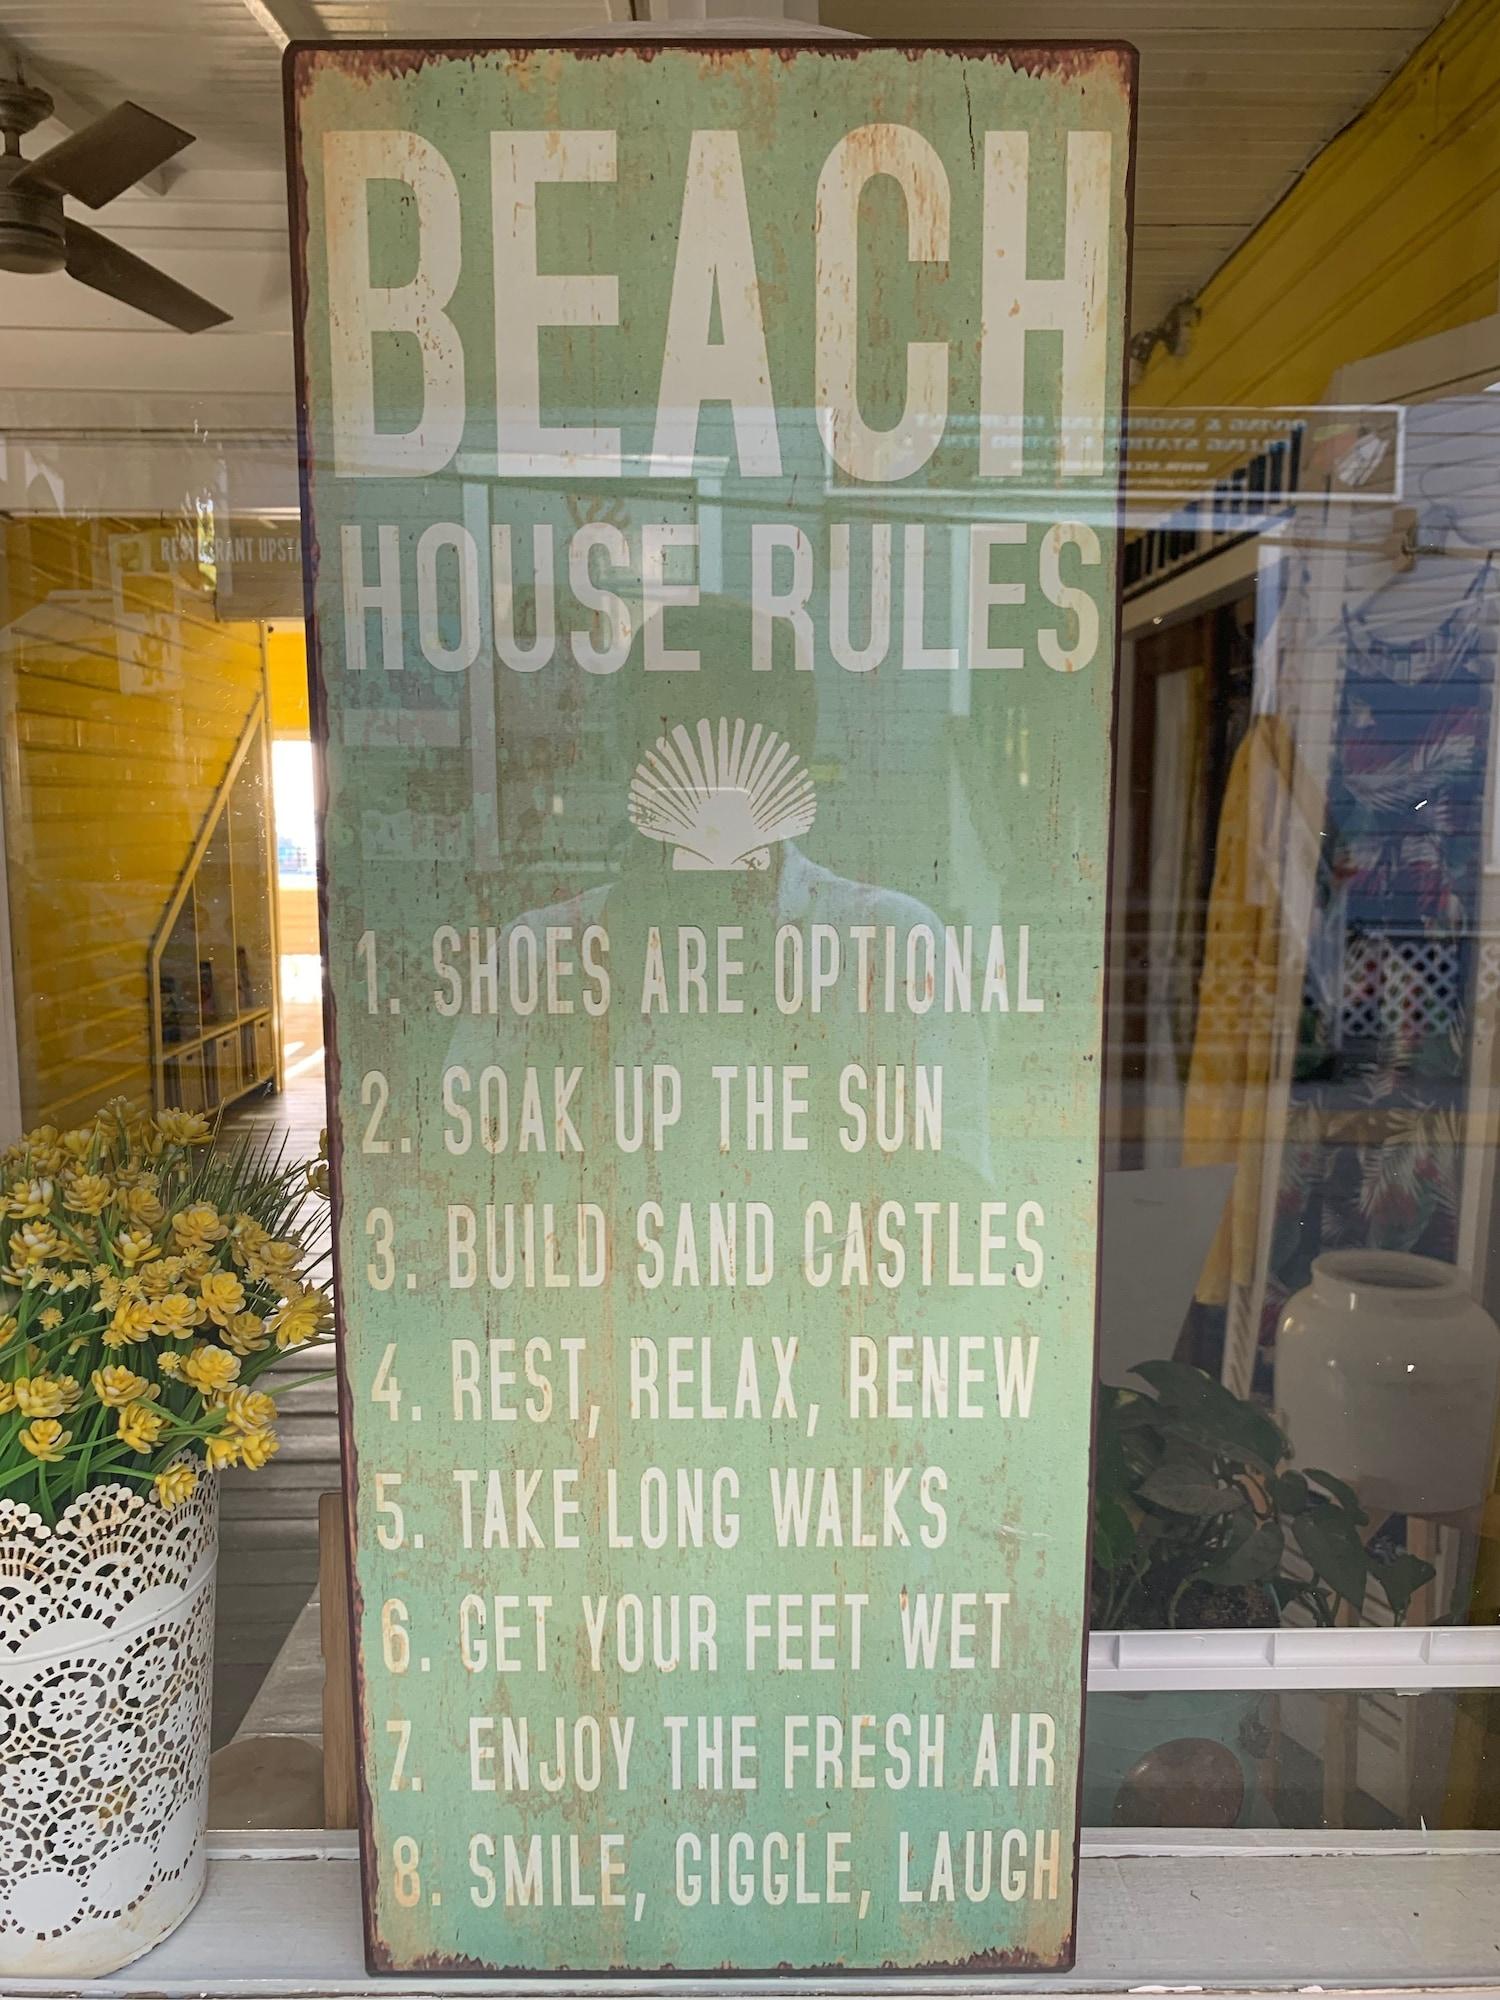 BEACH
HOUSE RULES
1. SHOES ARE OPTIONAL
2. SOAK UP THE SUN
3. BUILD SAND CASTLES
4. REST, RELAX, RENEW
5. TAKE LONG WALKS
6. GET YOUR FEET WET
7. ENJOY THE FRESH AIR
8. SMILE, GIGGLE, LAUGH
RESTAURANT